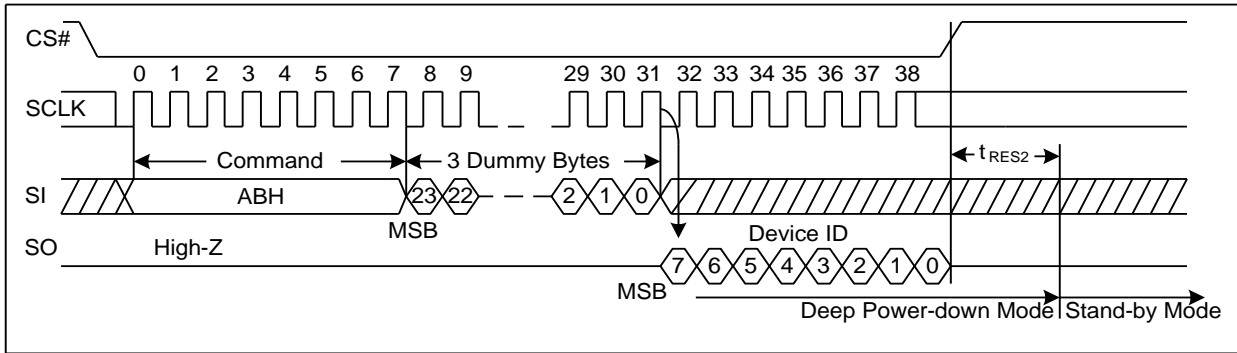 CS#
0 1 2 3 4 5 6 7 8 9 29 30 31 32 33 34 35 36 37 38
SCLK
Command 3 Dummy Bytes tRES2
SI ABH 23 22 2 1 0
MSB
SO High-Z Device ID
7 6 5 4 3 2 1 0
MSB
Deep Power-down Mode Stand-by Mode